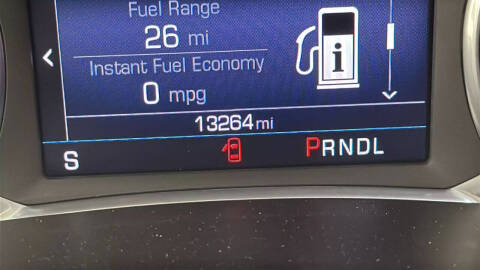 Fuel Range
26 mi
Instant Fuel Economy
0 mpg
i
13264 mi
S
PRNDL